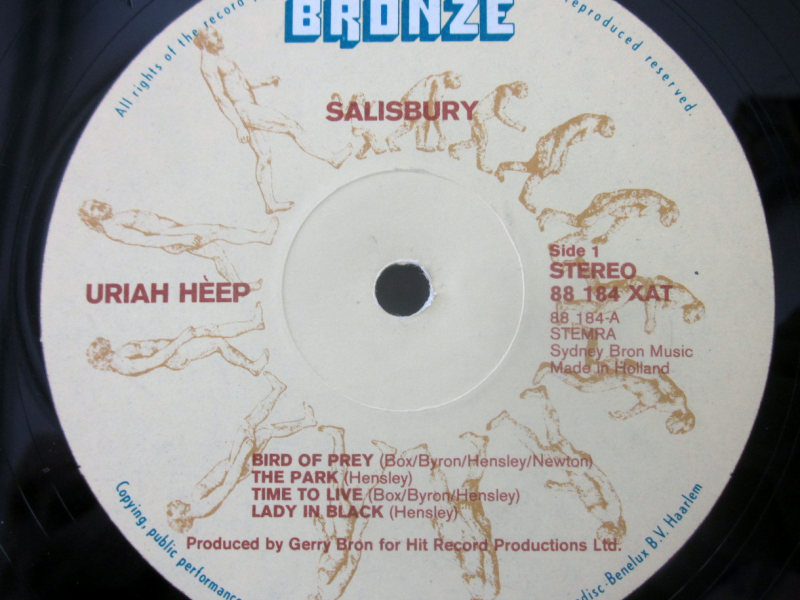 BRONZE
All rights of the record
reproduced reserved.
SALISBURY
URIAH HÈEP
Side 1
STEREO
88 184 XAT
88 184-A
STEMRA
Sydney Bron Music
Made in Holland
BIRD OF PREY (Box/Byron/Hensley/Newton)
THE PARK (Hensley)
TIME TO LIVE (Box/Byron/Hensley)
LADY IN BLACK (Hensley)
Produced by Gerry Bron for Hit Record Productions Ltd.
Copying, public performance
disc-Benelux B.V. Haarlem